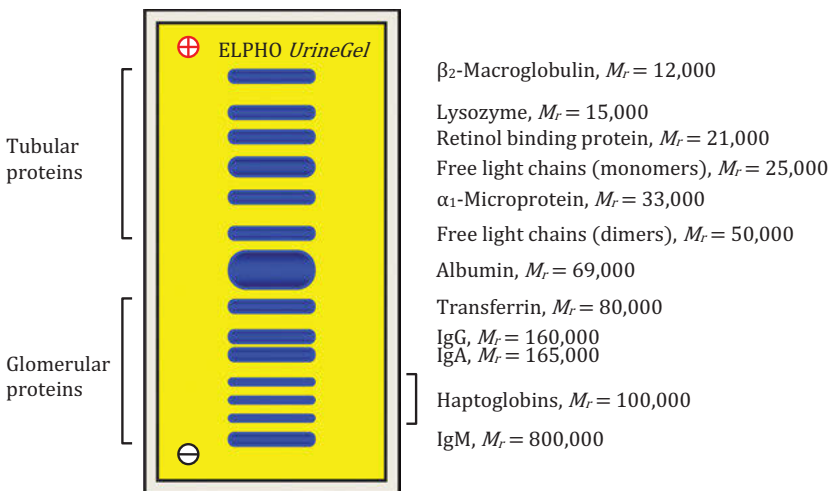 ELPHO UrineGel
β₂-Macroglobulin, Mr = 12,000
Lysozyme, Mr = 15,000
Retinol binding protein, Mr = 21,000
Free light chains (monomers), Mr = 25,000
α₁-Microprotein, Mr = 33,000
Free light chains (dimers), Mr = 50,000
Tubular
proteins
Albumin, Mr = 69,000
Transferrin, Mr = 80,000
IgG, Mr = 160,000
IgA, Mr = 165,000
Haptoglobins, Mr = 100,000
IgM, Mr = 800,000
Glomerular
proteins